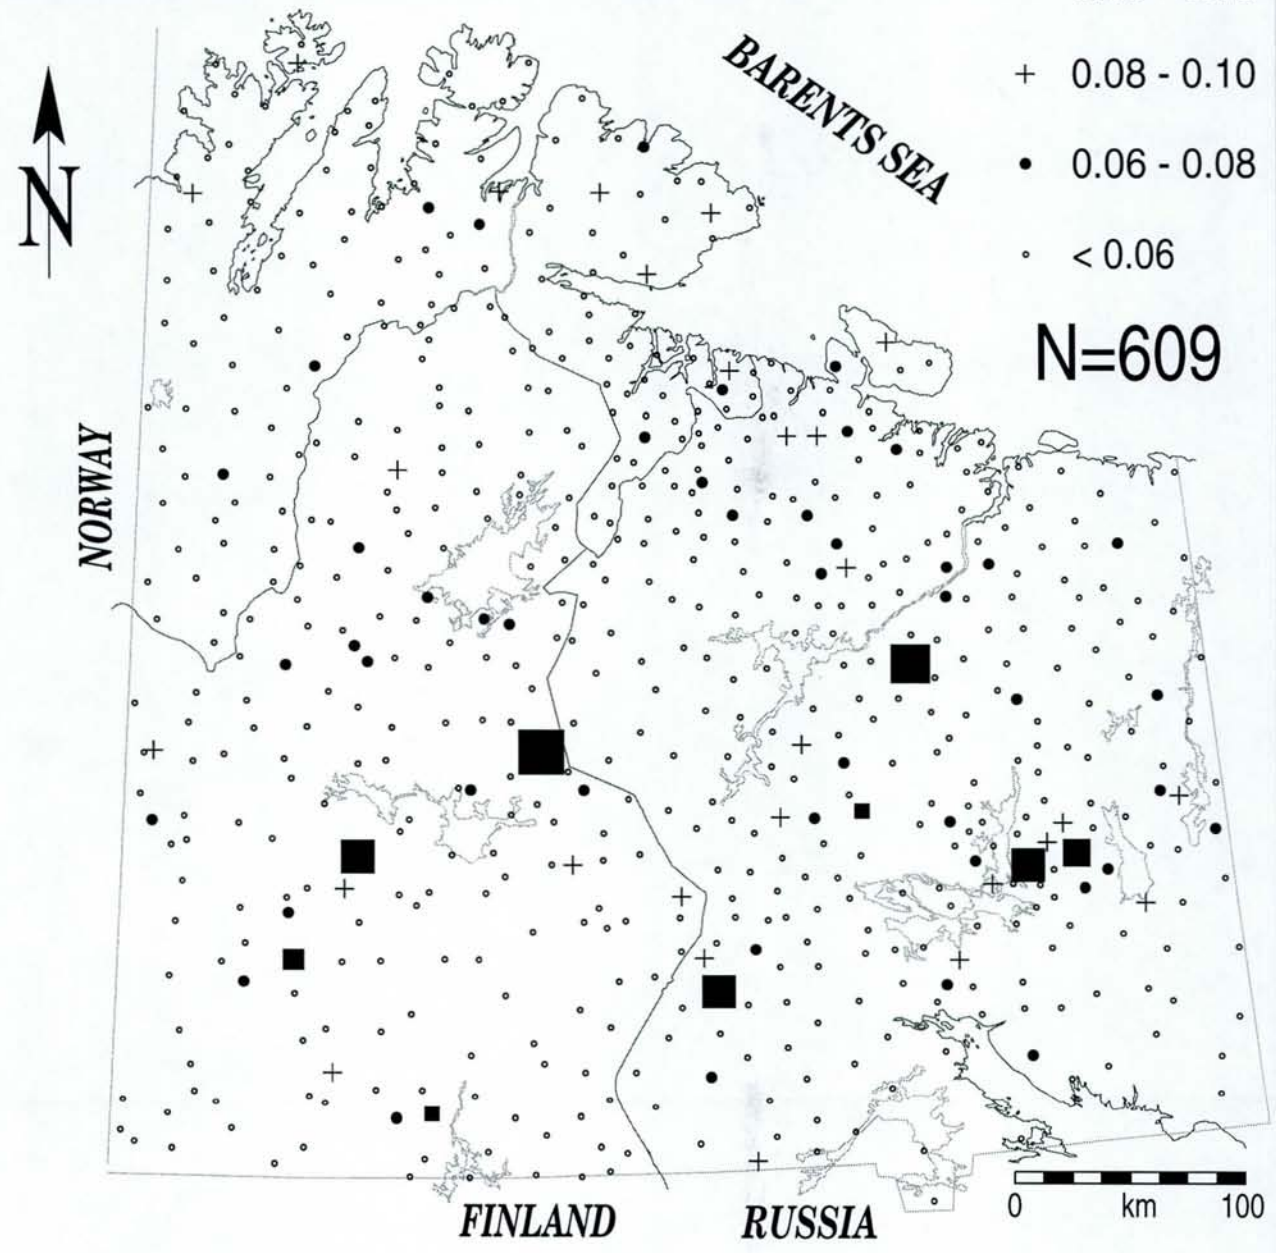 BARENTS SEA
0.08 - 0.10
0.06 - 0.08
< 0.06
N=609
N
NORWAY
FINLAND
RUSSIA
0 km 100